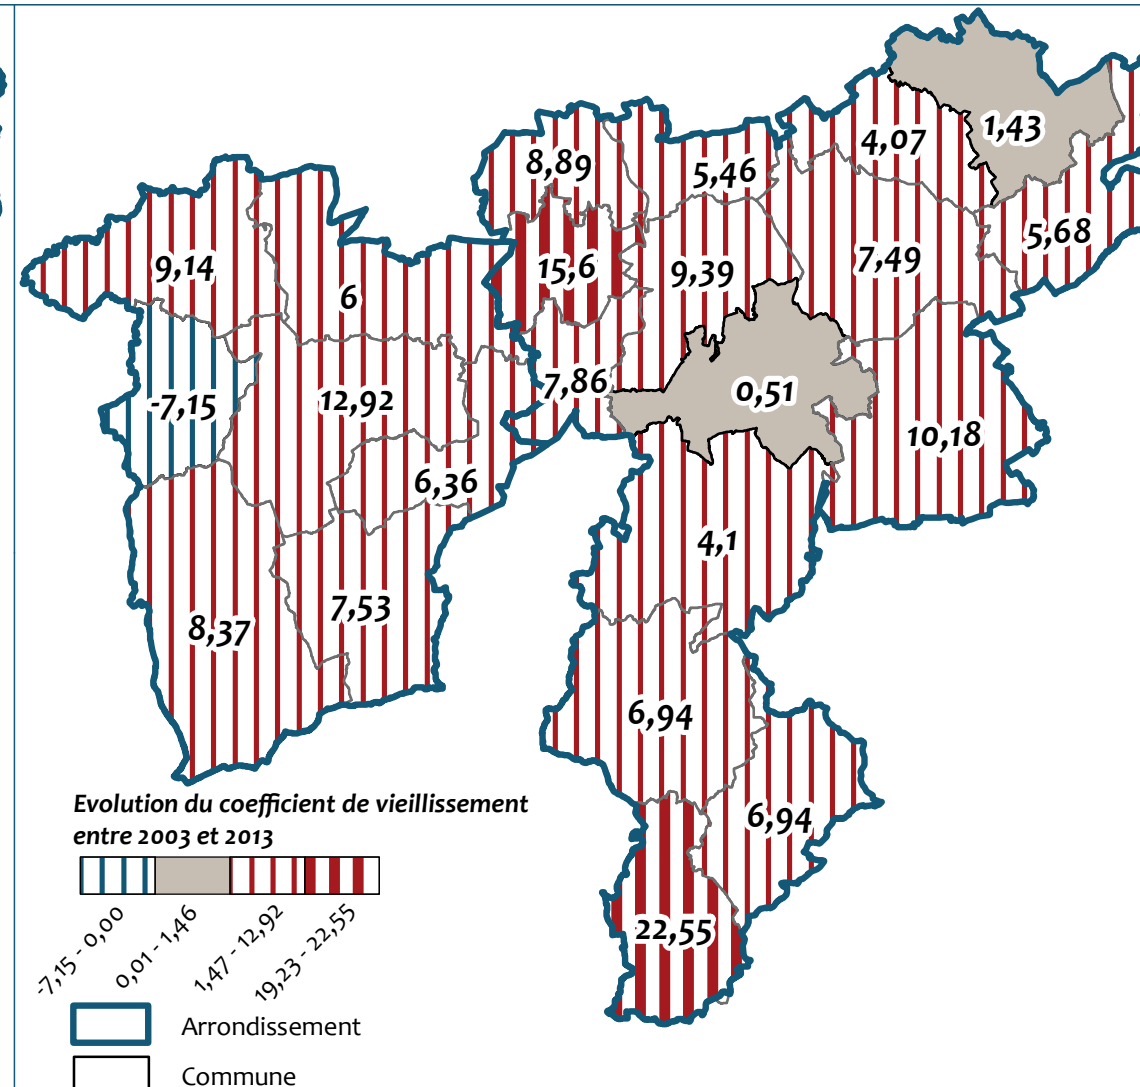 1,43
4,07
8,89
5,46
5,68
7,49
9,14
15,6
9,39
6
0,51
7,86
-7,15
12,92
10,18
6,36
4,1
7,53
8,37
6,94
6,94
22,55
Evolution du coefficient de vieillissement
entre 2003 et 2013
-7,15 - 0,00
0,01 - 1,46
1,47 - 12,92
19,23 - 22,55
Arrondissement
Commune